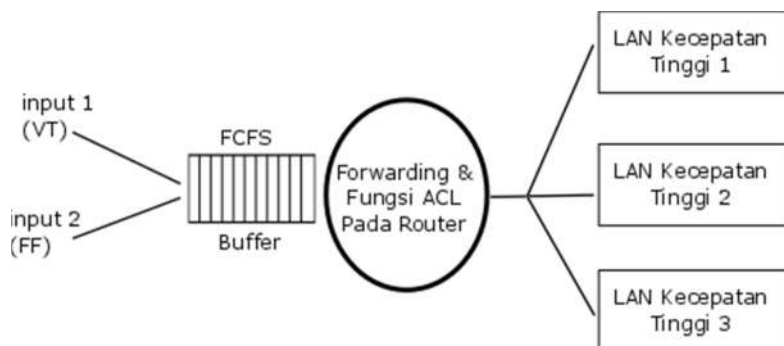 input 1
(VT)
input 2
(FF)
FCFS
Buffer
Forwarding &
Fungsi ACL
Pada Router
LAN Kecepatan
Tinggi 1
LAN Kecepatan
Tinggi 2
LAN Kecepatan
Tinggi 3